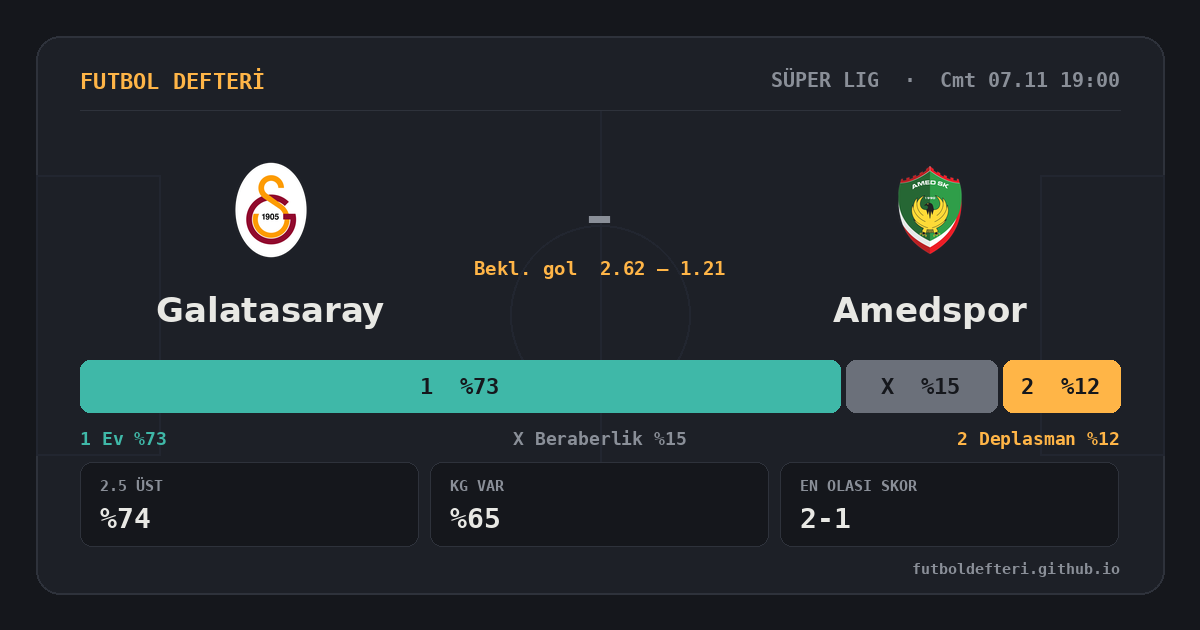 FUTBOL DEFTERİ
SÜPER LIG · Cmt 07.11 19:00
1905
AMED SK
–
Bekl. gol 2.62 – 1.21
Galatasaray
Amedspor
1 %73
X %15
2 %12
1 Ev %73
X Beraberlik %15
2 Deplasman %12
2.5 ÜST
%74
KG VAR
%65
EN OLASI SKOR
2-1
futboldefteri.github.io